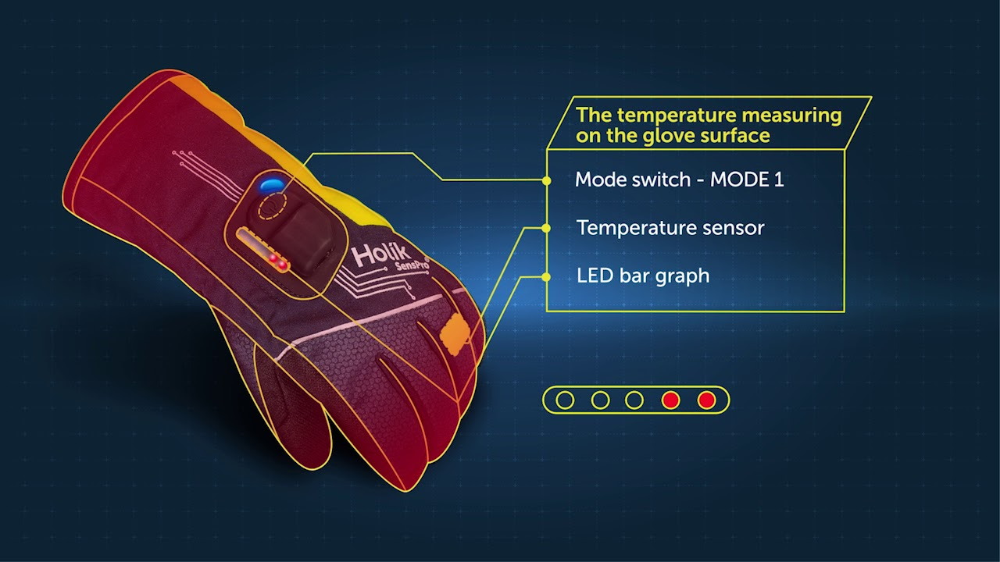 The temperature measuring
on the glove surface
Mode switch - MODE 1
Temperature sensor
LED bar graph
Holík
SensPro